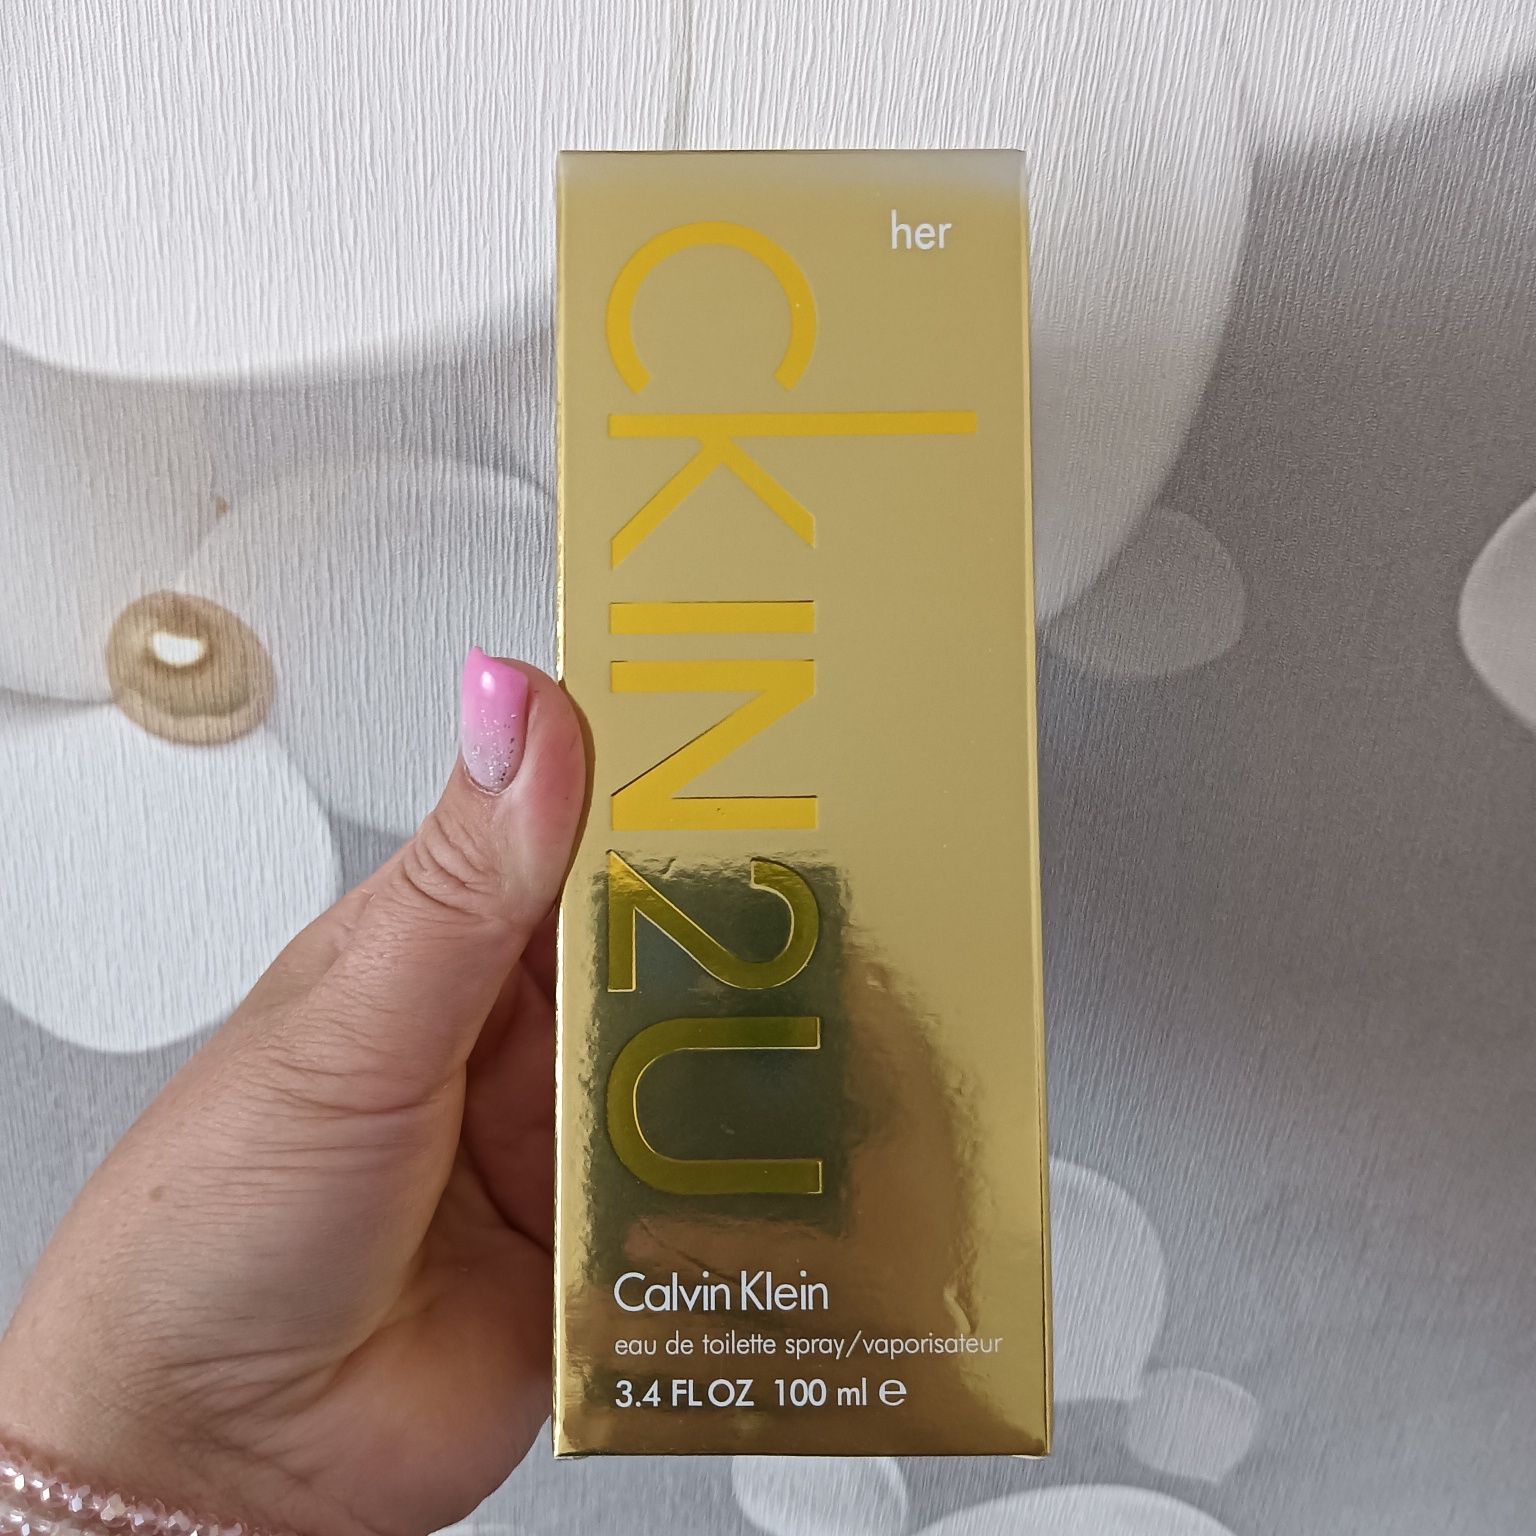 her
CKIN2U
Calvin Klein
eau de toilette spray/vaporisateur
3.4 FL OZ 100 ml ℮